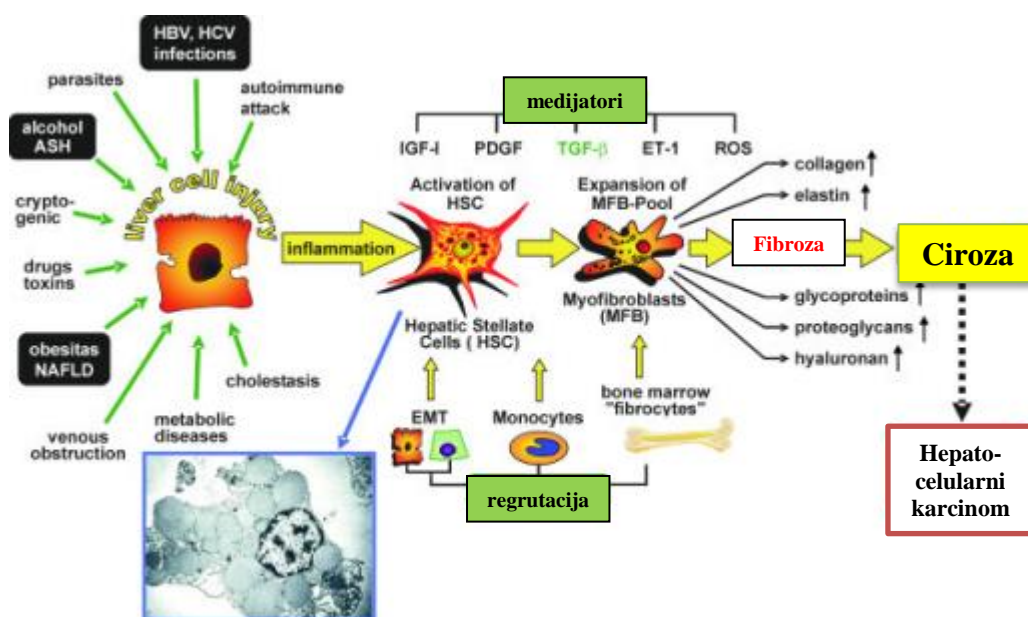 HBV, HCV
infections
parasites
autoimmune
attack
alcohol
ASH
liver cell injury
crypto-
genic
drugs
toxins
obesitas
NAFLD
venous
obstruction
metabolic
diseases
cholestasis
inflammation
medijatori
IGF-I PDGF TGF-β ET-1 ROS
Activation of
HSC
Hepatic Stellate
Cells ( HSC)
Expansion of
MFB-Pool
Myofibroblasts
(MFB)
collagen
elastin
Fibroza
Ciroza
glycoproteins
proteoglycans
hyaluronan
EMT
Monocytes
bone marrow
"fibrocytes"
regrutacija
Hepato-
celularni
karcinom